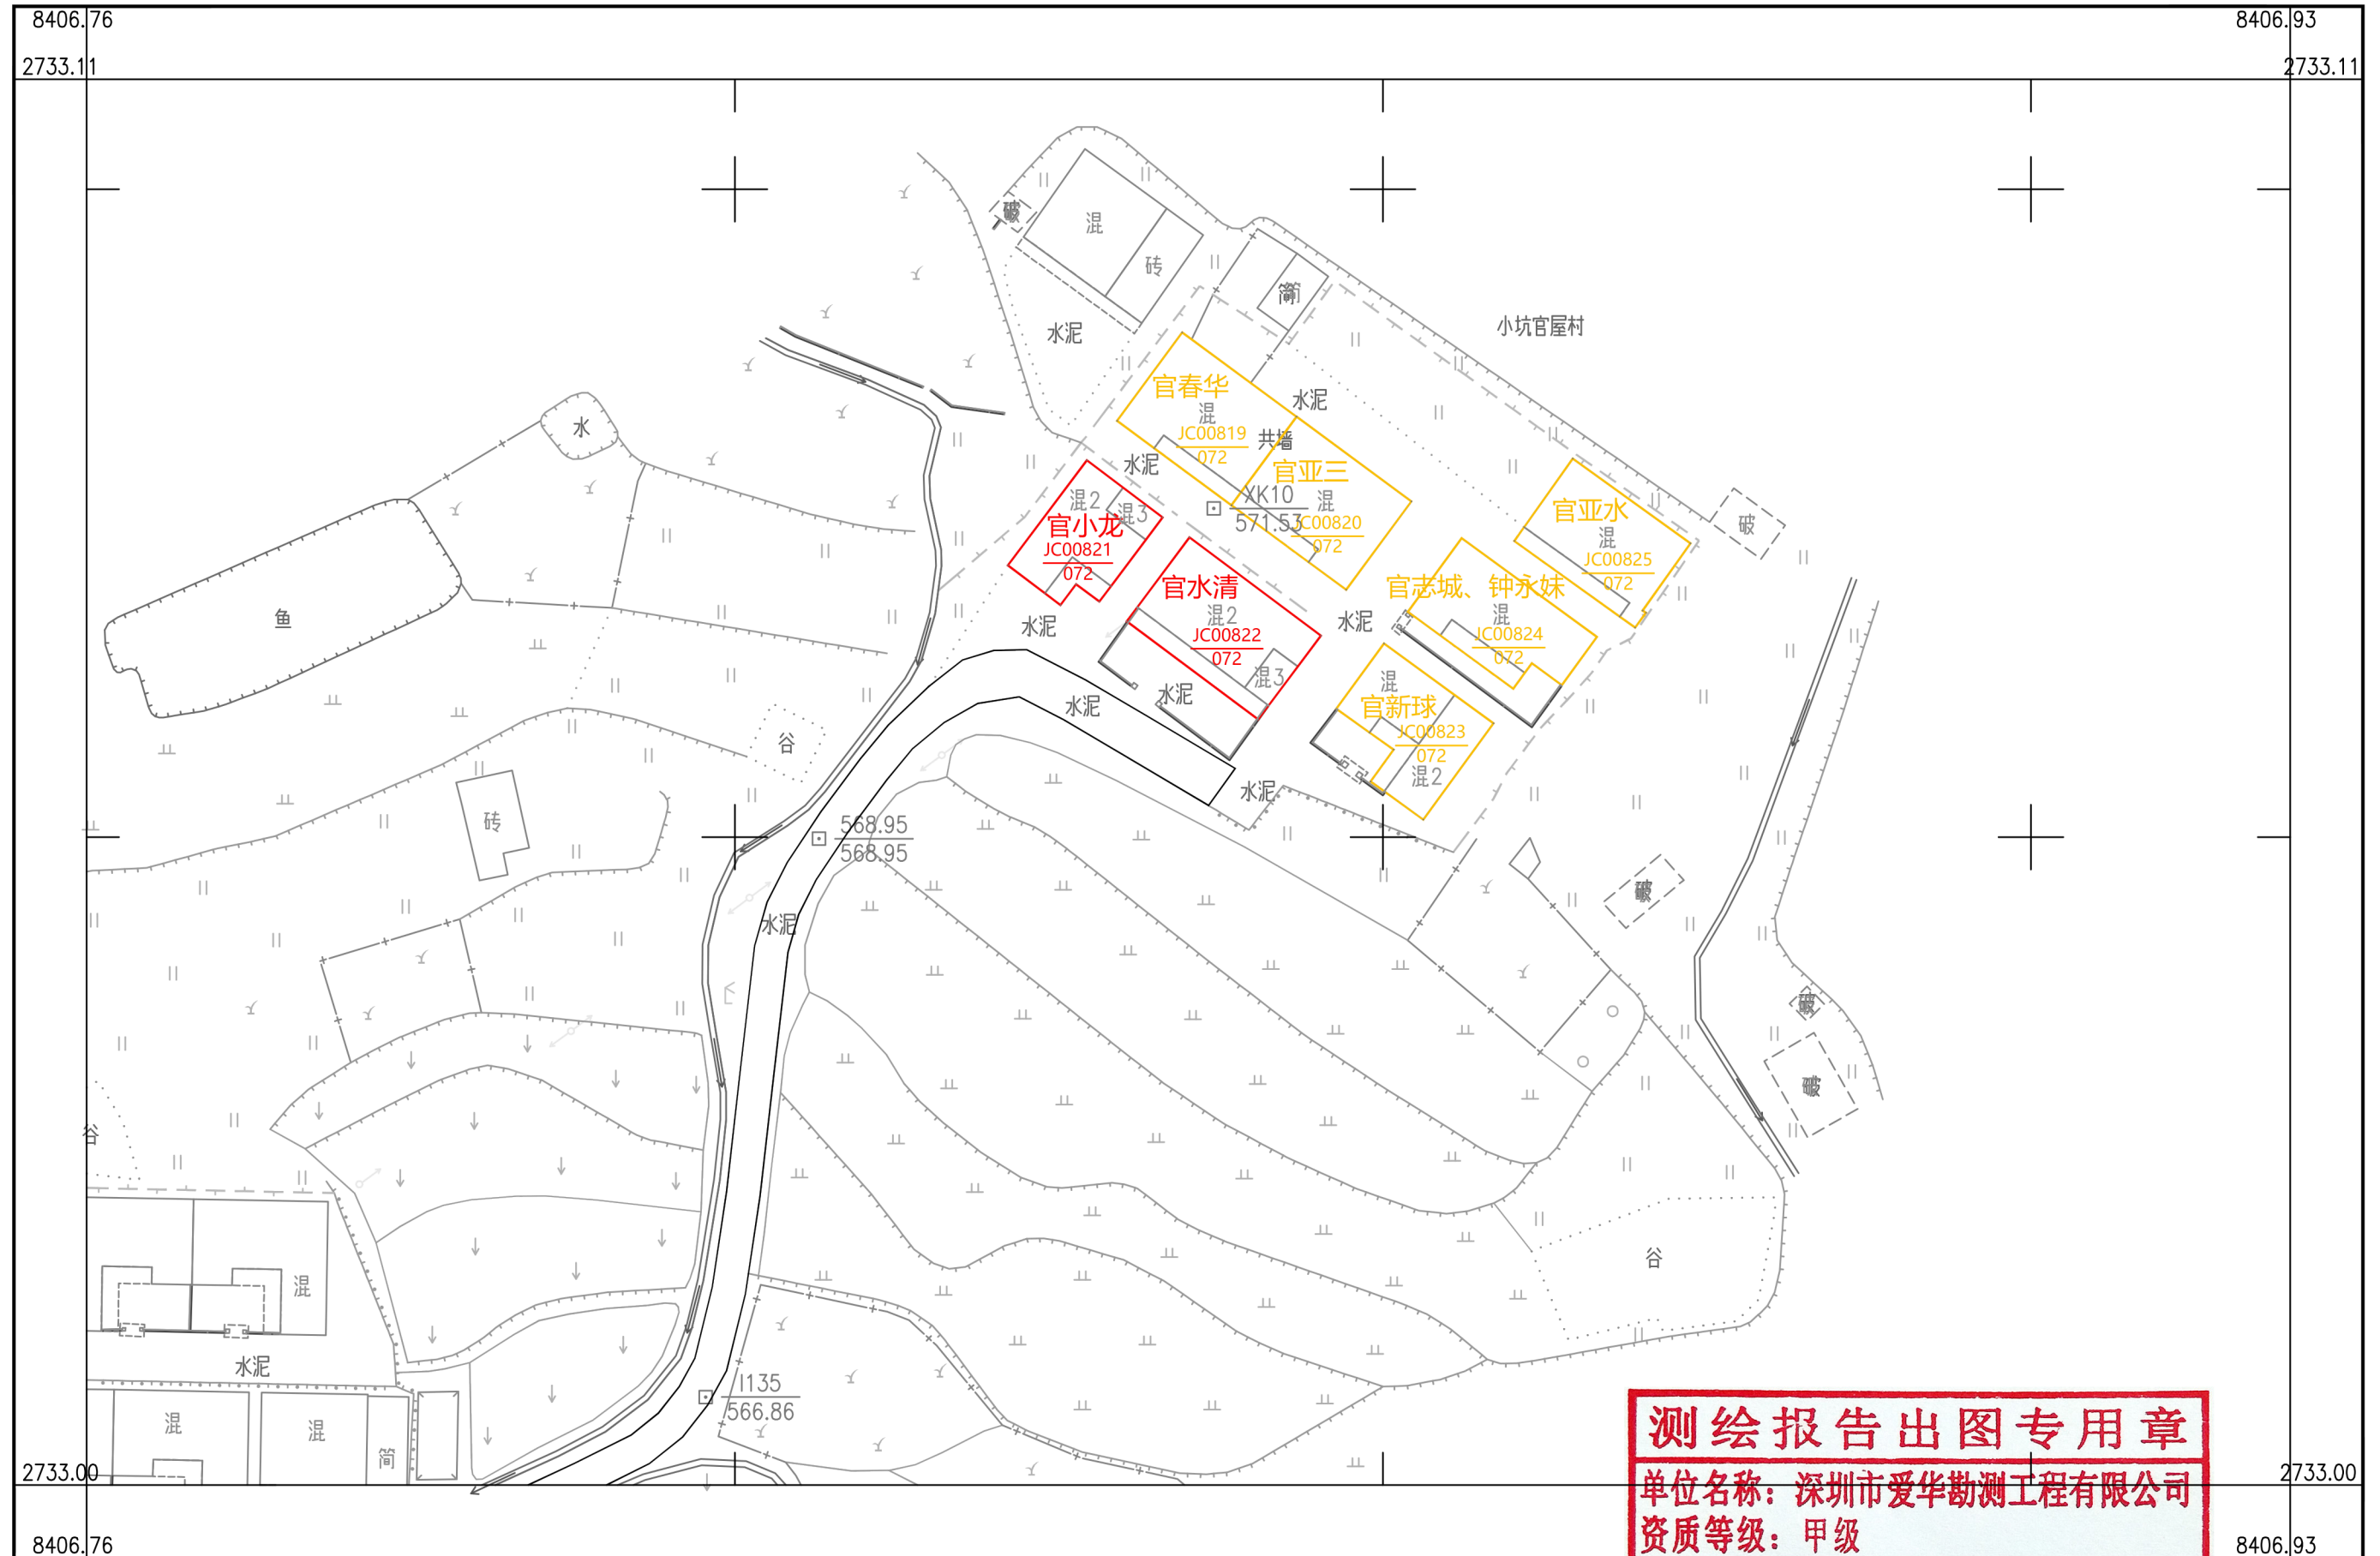 8406.76
8406.93
2733.11
2733.11
混
砖
水泥
小坑官屋村
官春华
混
JC00819
072
水泥
共墙
水泥
水
官亚三
XK10
571.53
混
JC00820
072
混2
混3
官小龙
JC00821
072
官亚水
混
JC00825
072
破
官水清
混2
JC00822
072
混3
官志城、钟永妹
混
JC00824
072
鱼
水泥
水泥
水泥
水泥
混
官新球
JC00823
072
混2
谷
水泥
砖
568.95
568.95
破
水泥
破
破
谷
谷
混
水泥
I135
566.86
混
混
简
测绘报告出图专用章
2733.00
2733.00
单位名称：深圳市爱华勘测工程有限公司
资质等级：甲级
8406.76
8406.93